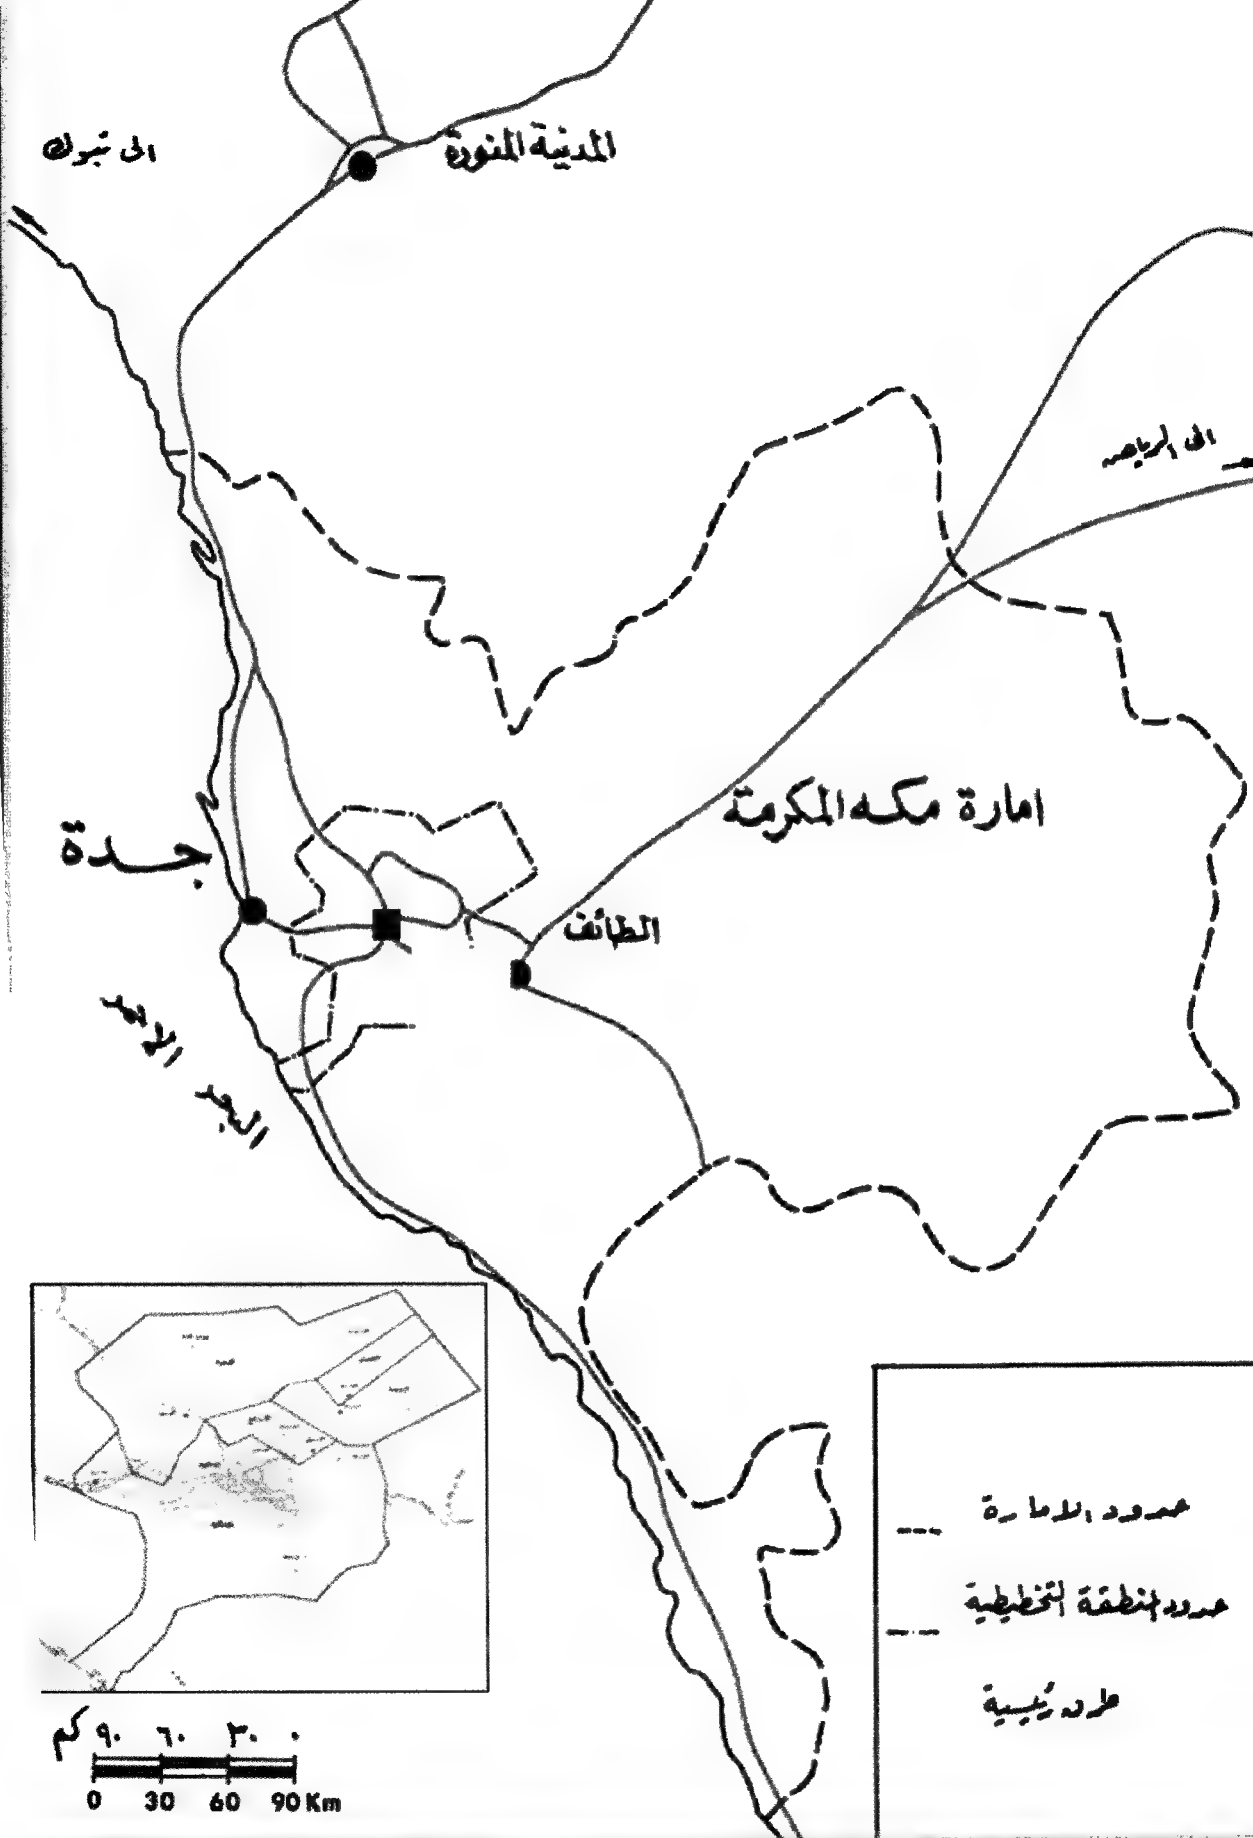 المدينة المنورة
الى تبوك
الى الرياض
امارة مكه المكرمة
جدة
الطائف
البحر الاحمر
حدود الامارة
حدود المنطقة التخطيطية
طرق رئيسية
٠ ٣٠ ٦٠ ٩٠ كم
0 30 60 90 Km